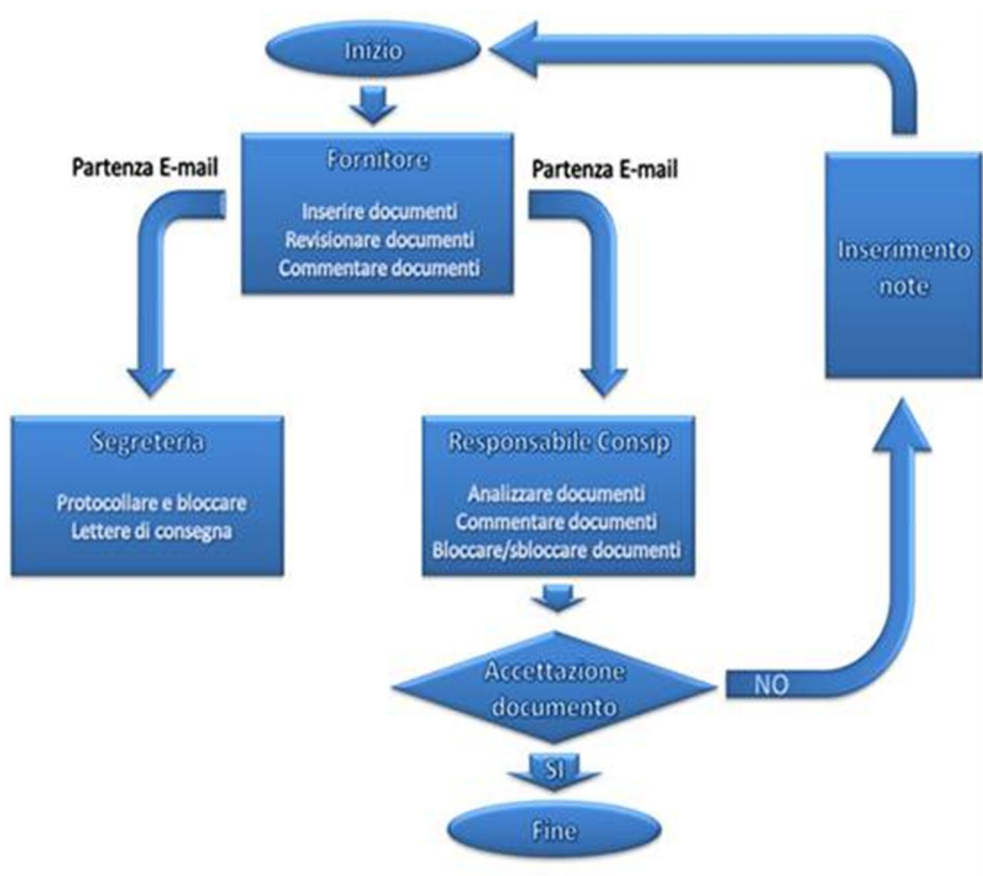 Inizio
Partenza E-mail
Fornitore
Inserire documenti
Revisionare documenti
Commentare documenti
Partenza E-mail
Inserimento
note
Segreteria
Protocollare e bloccare
Lettere di consegna
Responsabile Consip
Analizzare documenti
Commentare documenti
Bloccare/sbloccare documenti
Accettazione
documento
NO
SI
Fine